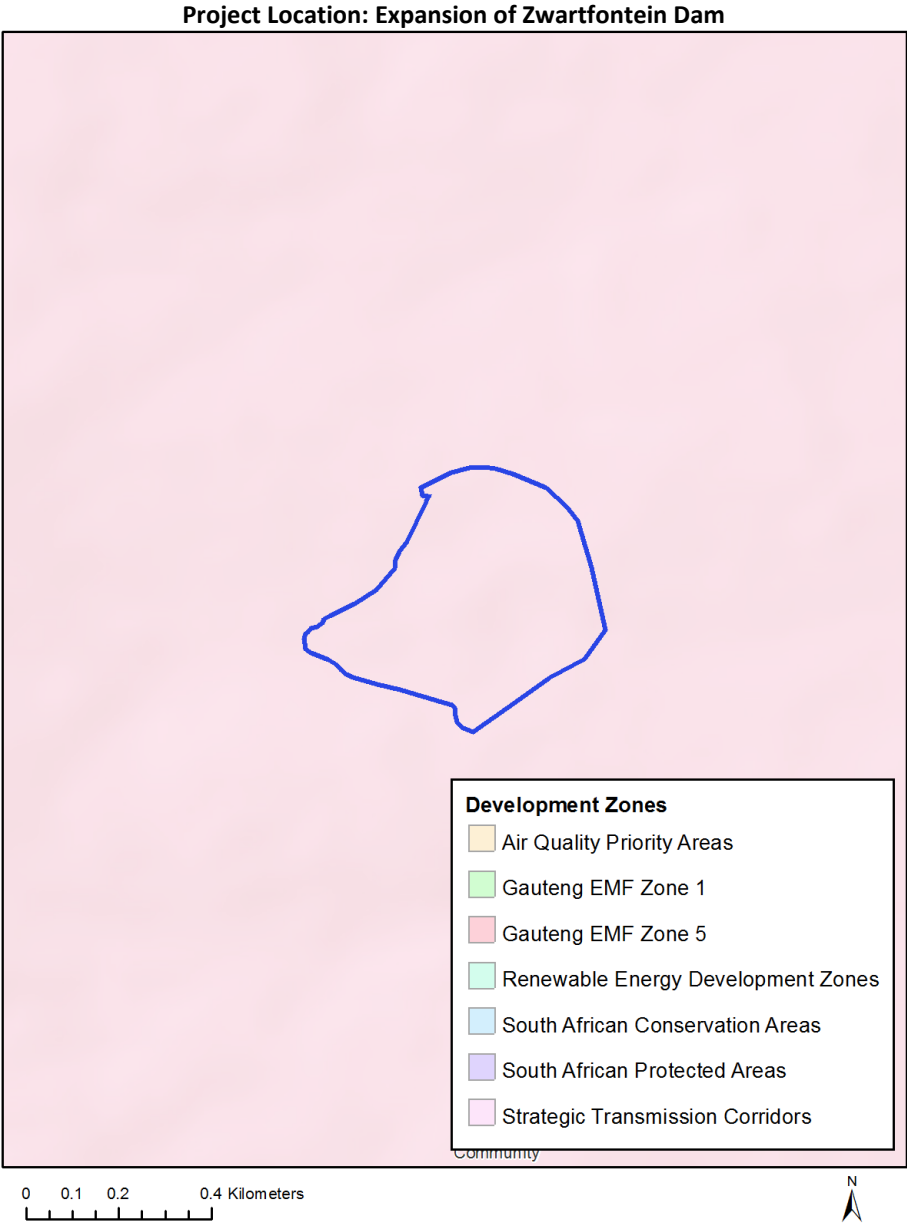 Project Location: Expansion of Zwartfontein Dam
Development Zones
Air Quality Priority Areas
Gauteng EMF Zone 1
Gauteng EMF Zone 5
Renewable Energy Development Zones
South African Conservation Areas
South African Protected Areas
Strategic Transmission Corridors
Community
0 0.1 0.2 0.4 Kilometers
N